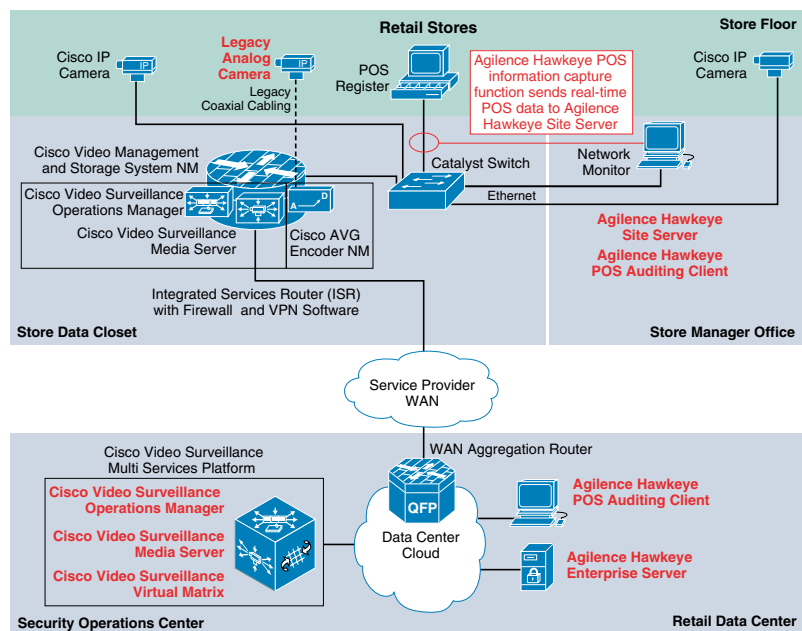 Retail Stores
Store Floor
Cisco IP
Camera
IP
Legacy
Analog
Camera
IP
Legacy
Coaxial Cabling
POS
Register
Agilence Hawkeye POS
information capture
function sends real-time
POS data to Agilence
Hawkeye Site Server
Cisco IP
Camera
IP
Cisco Video Management
and Storage System NM
Catalyst Switch
Network
Monitor
Cisco Video Surveillance
Operations Manager
A
D
Ethernet
Cisco Video Surveillance
Media Server
Cisco AVG
Encoder NM
Agilence Hawkeye
Site Server
Agilence Hawkeye
POS Auditing Client
Integrated Services Router (ISR)
with Firewall and VPN Software
Store Data Closet
Store Manager Office
Service Provider
WAN
Cisco Video Surveillance
Multi Services Platform
WAN Aggregation Router
Cisco Video Surveillance
Operations Manager
Cisco Video Surveillance
Media Server
Cisco Video Surveillance
Virtual Matrix
QFP
Data Center
Cloud
Agilence Hawkeye
POS Auditing Client
Agilence Hawkeye
Enterprise Server
Security Operations Center
Retail Data Center